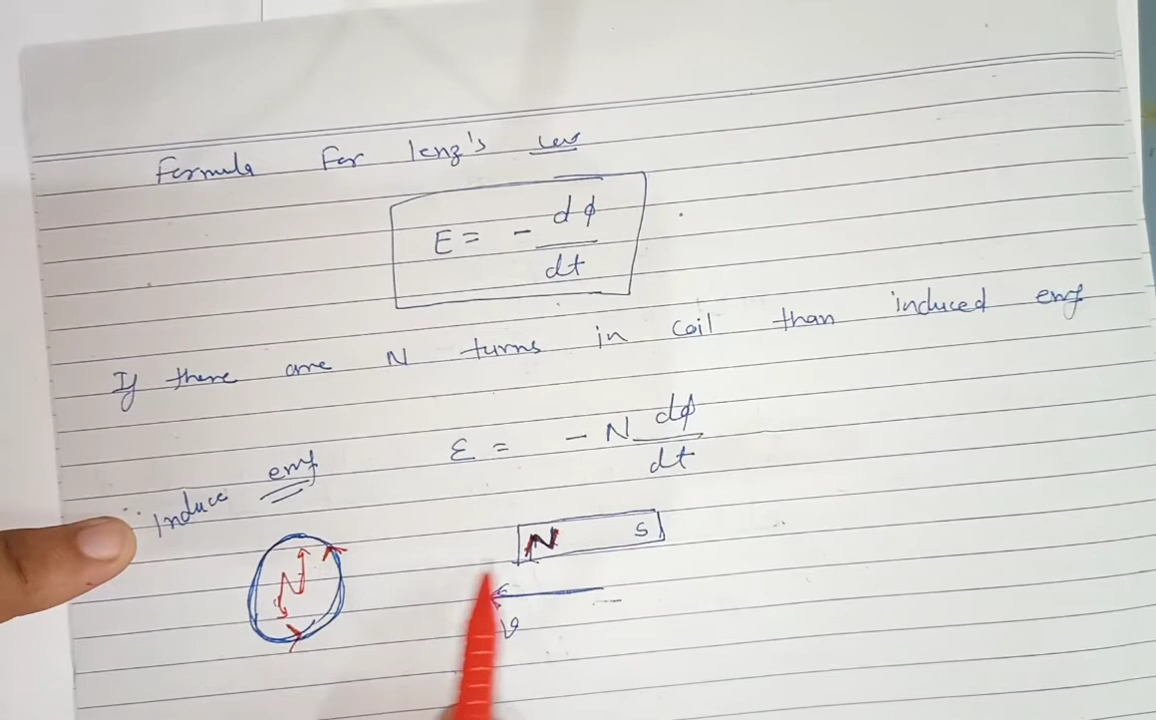 Formula For lenz's law
E = - dϕ
dt
If there are N turns in coil than induced emf
ε = - N dϕ
dt
induce emf
N S
N
v